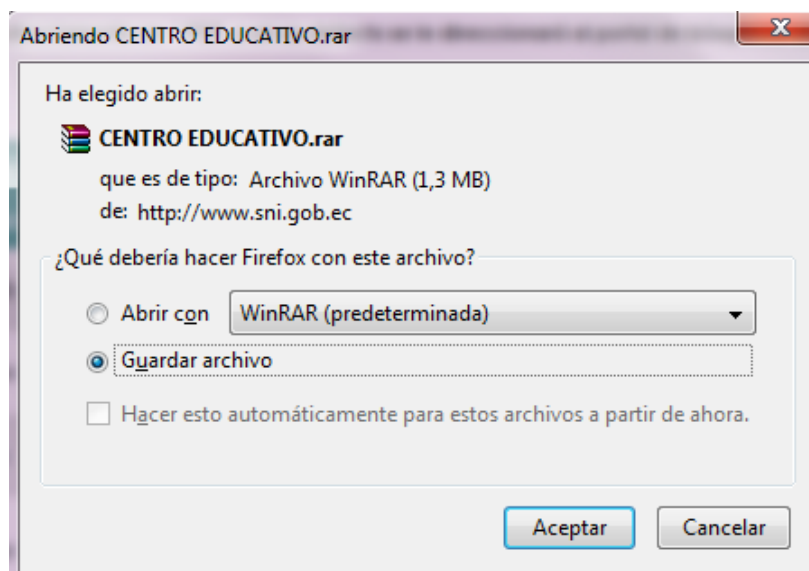 Abriendo CENTRO EDUCATIVO.rar
Ha elegido abrir:
CENTRO EDUCATIVO.rar
que es de tipo: Archivo WinRAR (1,3 MB)
de: http://www.sni.gob.ec
¿Qué debería hacer Firefox con este archivo?
Abrir con WinRAR (predeterminada)
Guardar archivo
Hacer esto automáticamente para estos archivos a partir de ahora.
Aceptar Cancelar